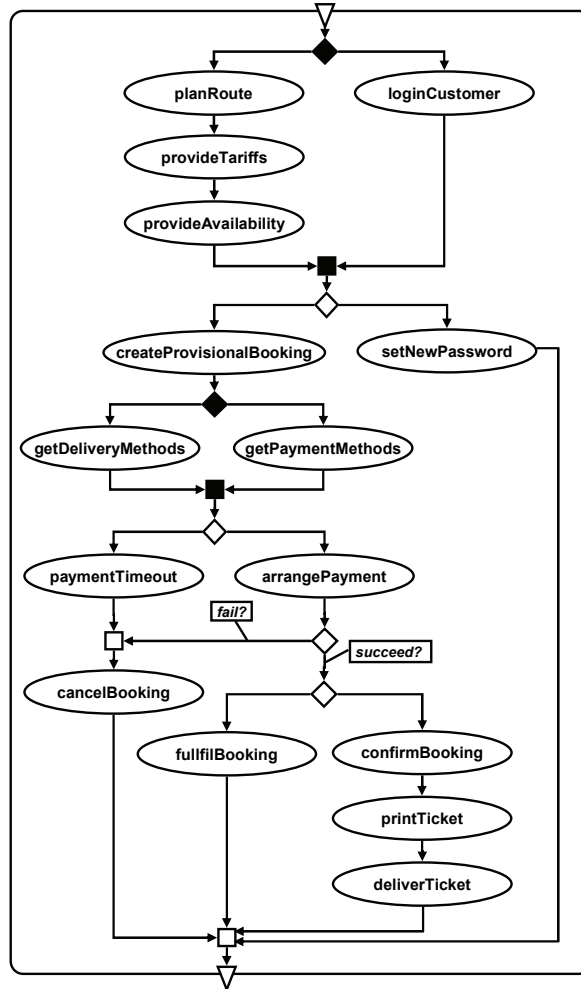 planRoute
loginCustomer
provideTariffs
provideAvailability
createProvisionalBooking
setNewPassword
getDeliveryMethods
getPaymentMethods
paymentTimeout
arrangePayment
fail?
succeed?
cancelBooking
fullfilBooking
confirmBooking
printTicket
deliverTicket